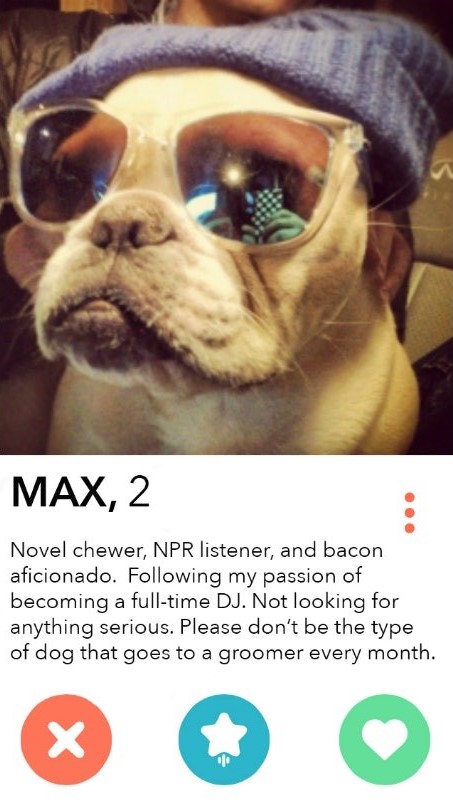 MAX, 2
Novel chewer, NPR listener, and bacon
aficionado.  Following my passion of
becoming a full-time DJ. Not looking for
anything serious. Please don‘t be the type
of dog that goes to a groomer every month.